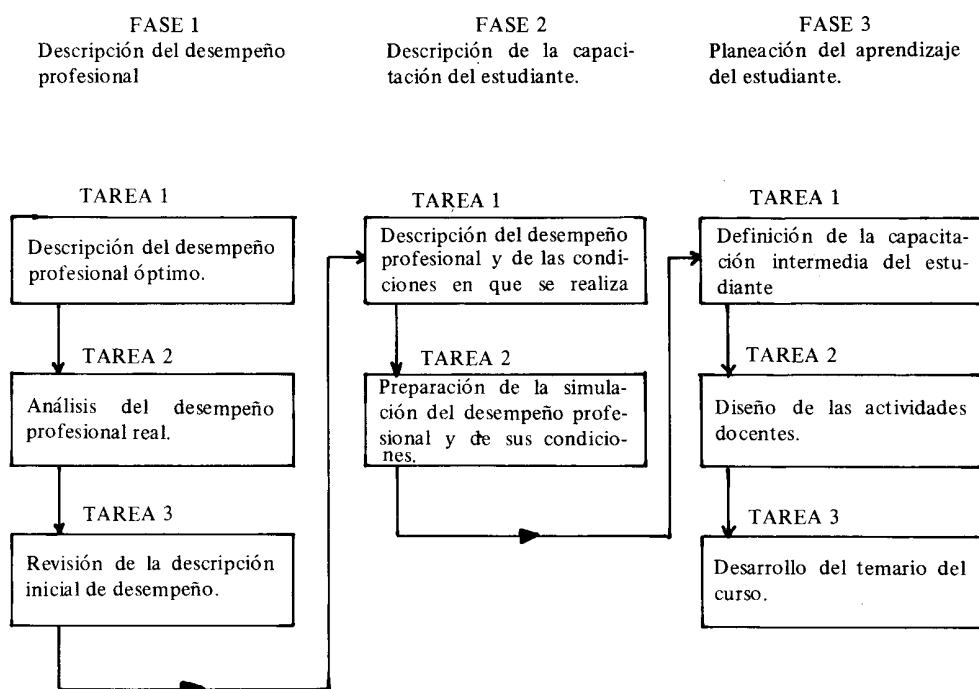 FASE 1
Descripción del desempeño
profesional
FASE 2
Descripción de la capaci-
tación del estudiante.
FASE 3
Planeación del aprendizaje
del estudiante.
TAREA 1
Descripción del desempeño
profesional óptimo.
TAREA 2
Análisis del desempeño
profesional real.
TAREA 3
Revisión de la descripción
inicial de desempeño.
TAREA 1
Descripción del desempeño
profesional y de las condi-
ciones en que se realiza
TAREA 2
Preparación de la simula-
ción del desempeño profe-
sional y de sus condicio-
nes.
TAREA 1
Definición de la capacita-
ción intermedia del estu-
diante
TAREA 2
Diseño de las actividades
docentes.
TAREA 3
Desarrollo del temario del
curso.